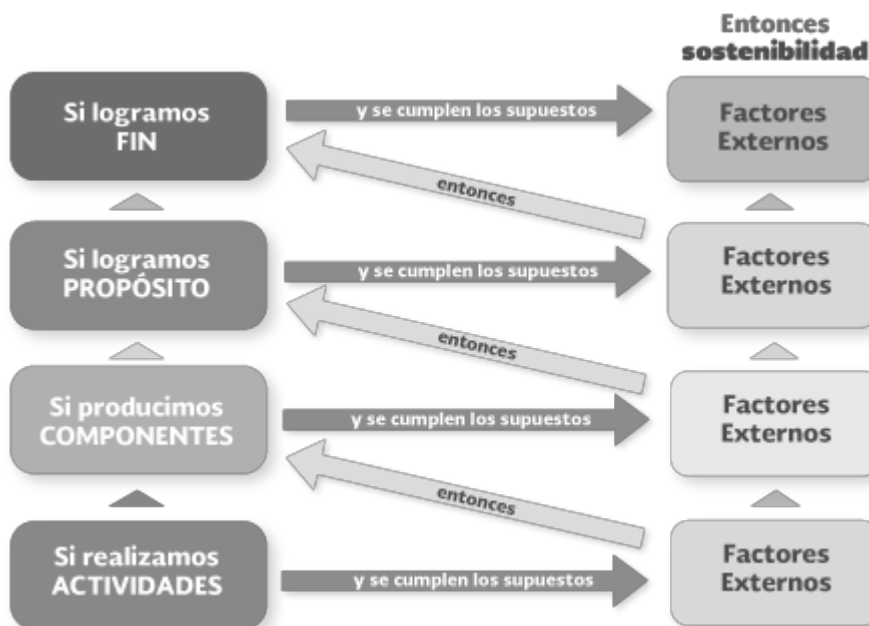 Entonces
sostenibilidad
Si logramos
FIN
y se cumplen los supuestos
Factores
Externos
entonces
Si logramos
PROPÓSITO
y se cumplen los supuestos
Factores
Externos
entonces
Si producimos
COMPONENTES
y se cumplen los supuestos
Factores
Externos
entonces
Si realizamos
ACTIVIDADES
y se cumplen los supuestos
Factores
Externos